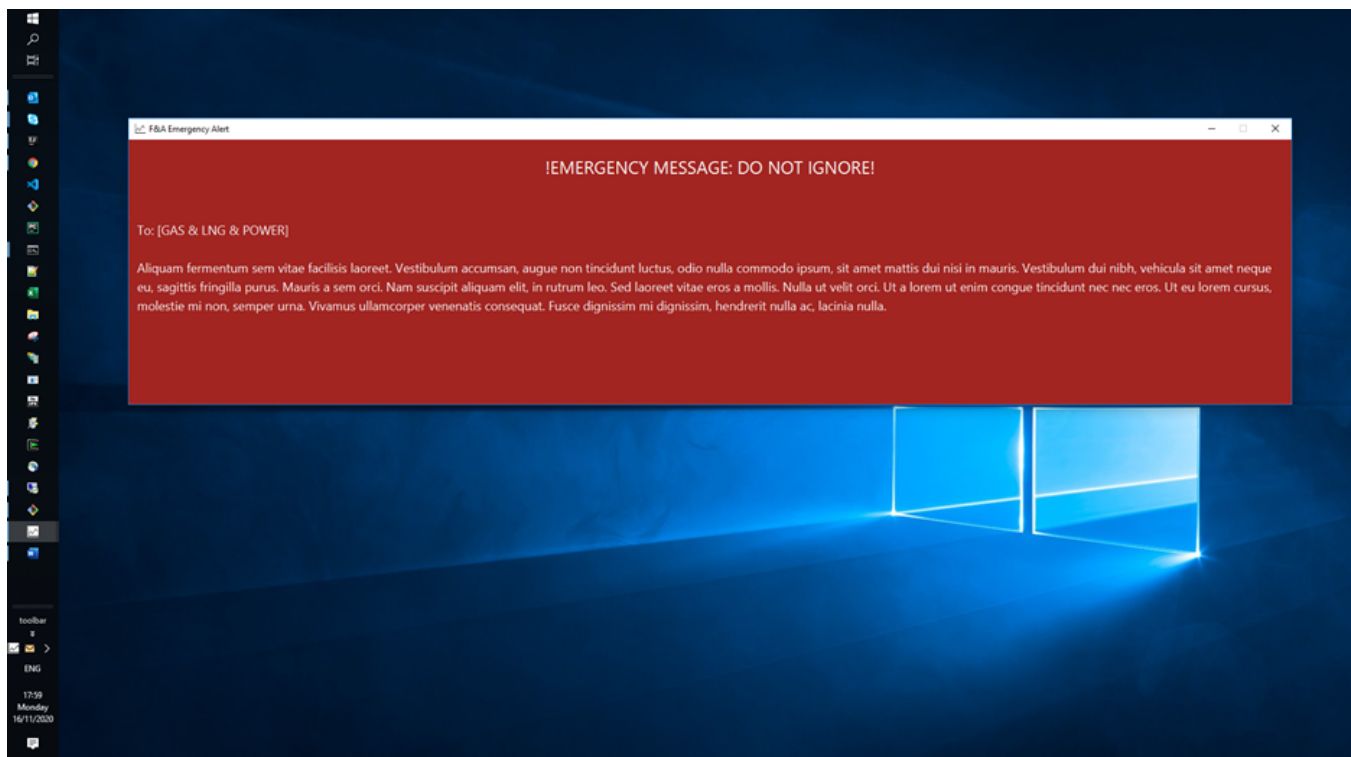 F&A Emergency Alert
!EMERGENCY MESSAGE: DO NOT IGNORE!
To: [GAS & LNG & POWER]
Aliquam fermentum sem vitae facilisis laoreet. Vestibulum accumsan, augue non tincidunt luctus, odio nulla commodo ipsum, sit amet mattis dui nisi in mauris. Vestibulum dui nibh, vehicula sit amet neque
eu, sagittis fringilla purus. Mauris a sem orci. Nam suscipit aliquam elit, in rutrum leo. Sed laoreet vitae eros a mollis. Nulla ut velit orci. Ut a lorem ut enim congue tincidunt nec nec eros. Ut eu lorem cursus,
molestie mi non, semper urna. Vivamus ullamcorper venenatis consequat. Fusce dignissim mi dignissim, hendrerit nulla ac, lacinia nulla.
toolbar
ENG
17:59
Monday
16/11/2020